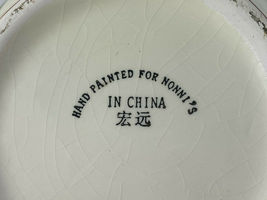 HAND PAINTED FOR NONNI'S
IN CHINA
宏远